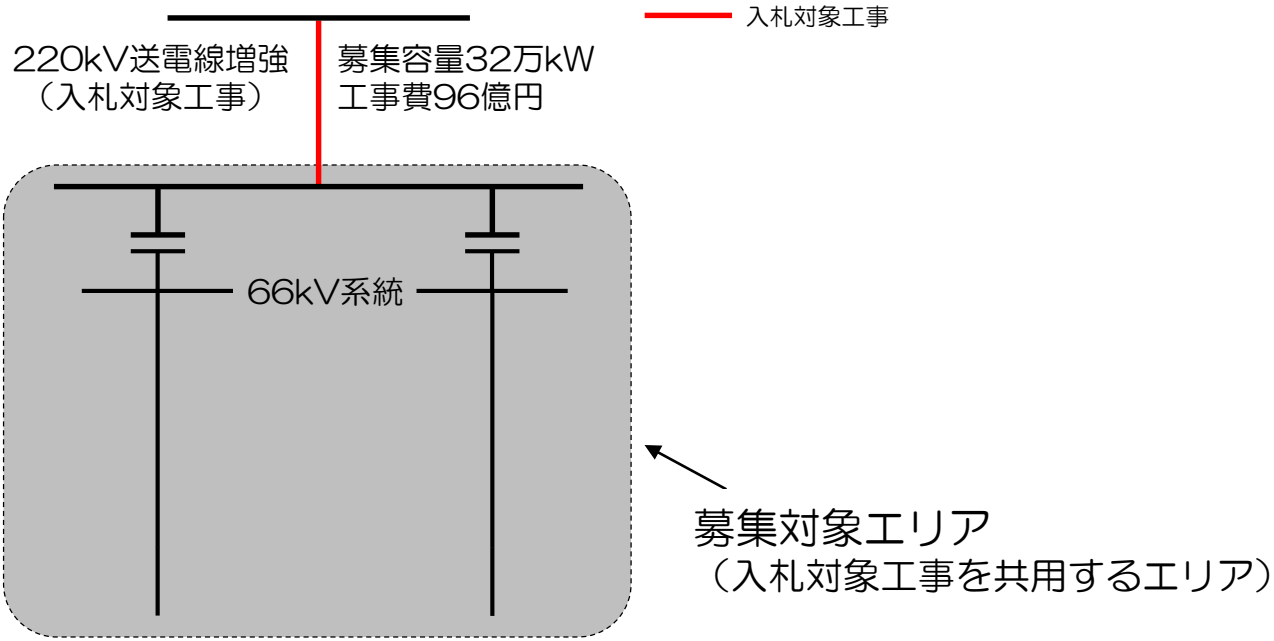 入札対象工事
220kV送電線増強
（入札対象工事）
募集容量32万kW
工事費96億円
66kV系統
募集対象エリア
（入札対象工事を共用するエリア）